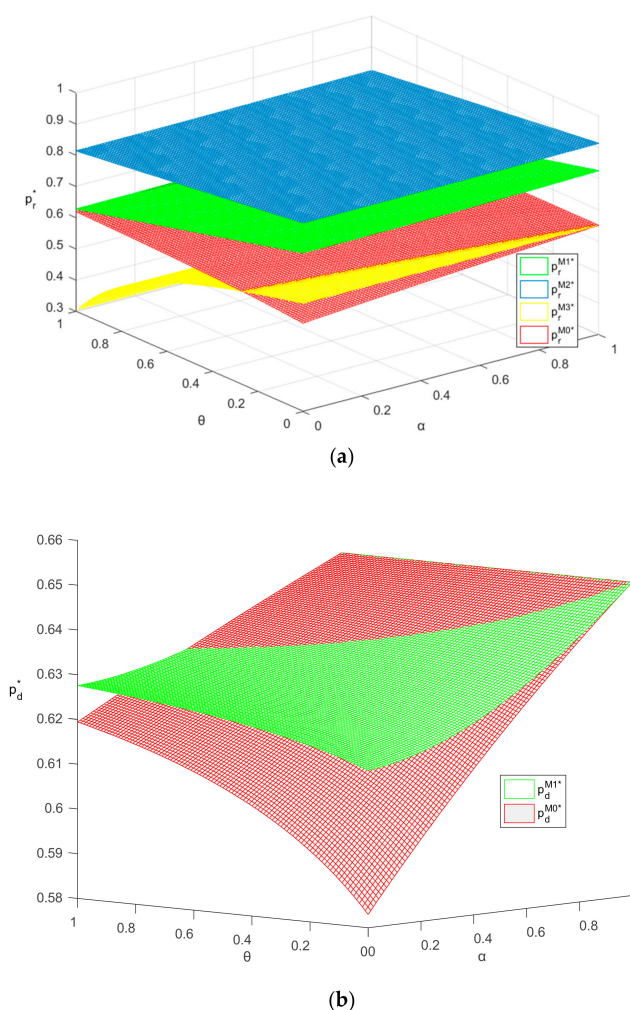 1
0.9
0.8
0.7
p_r^*
0.6
0.5
0.4
0.3
1
0.8
0.6
0.4
0.2
0
θ
0
0.2
0.4
0.6
0.8
1
α
p_r^{M1*}
p_r^{M2*}
p_r^{M3*}
p_r^{M0*}
(a)
0.66
0.65
0.64
0.63
p_d^*
0.62
0.61
0.6
0.59
0.58
1
0.8
0.6
0.4
0.2
00
θ
0.2
0.4
0.6
0.8
α
p_d^{M1*}
p_d^{M0*}
(b)